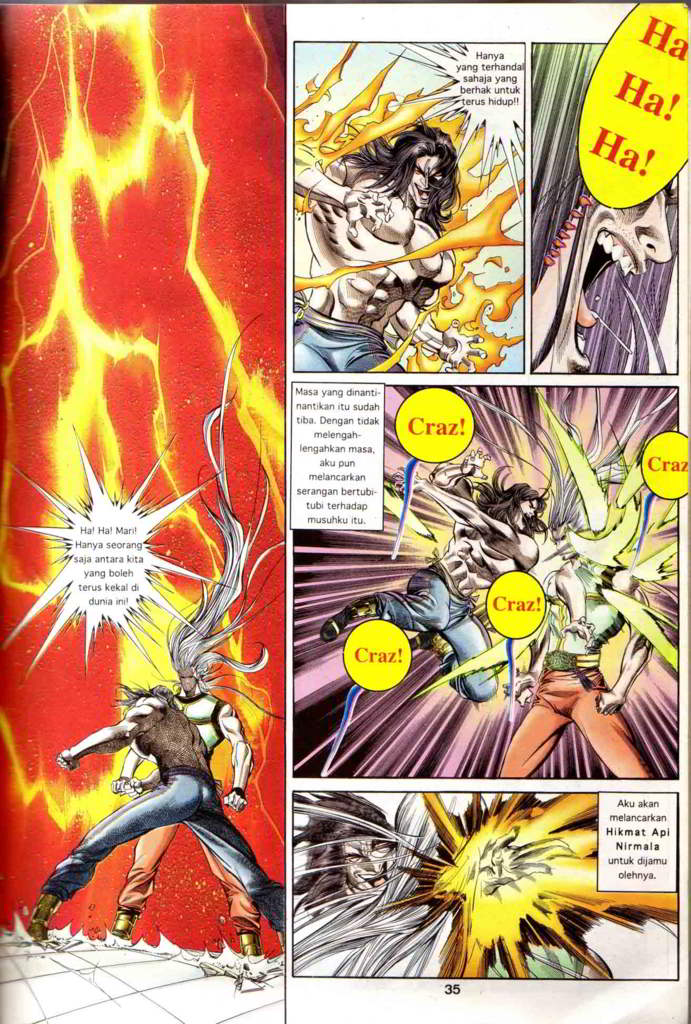 Ha! Ha! Mari!
Hanya seorang
saja antara kita
yang boleh
terus kekal di
dunia ini!
Hanya
yang terhandal
sahaja yang
berhak untuk
terus hidup!!
Ha
Ha!
Ha!
Masa yang dinanti-
nantikan itu sudah
tiba. Dengan tidak
melengah-
lengahkan masa,
aku pun
melancarkan
serangan bertubi-
tubi terhadap
musuhku itu.
Craz!
Craz
Craz!
Craz!
Aku akan
melancarkan
Hikmat Api
Nirmala
untuk dijamu
olehnya.
35